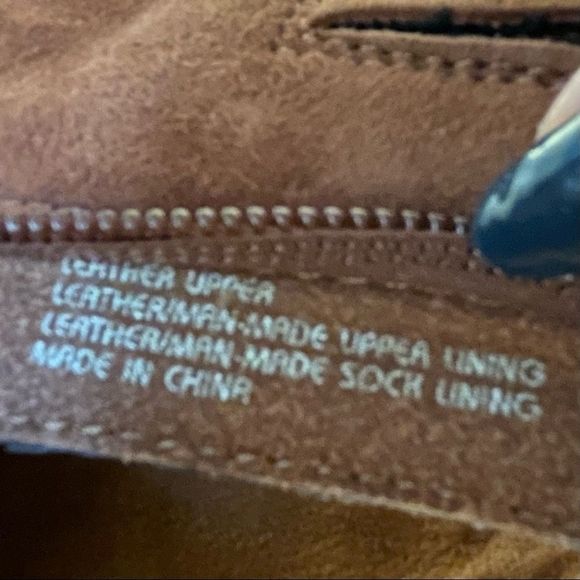 LEATHER UPPER
LEATHER/MAN-MADE UPPER LINING
LEATHER/MAN-MADE SOCK LINING
MADE IN CHINA